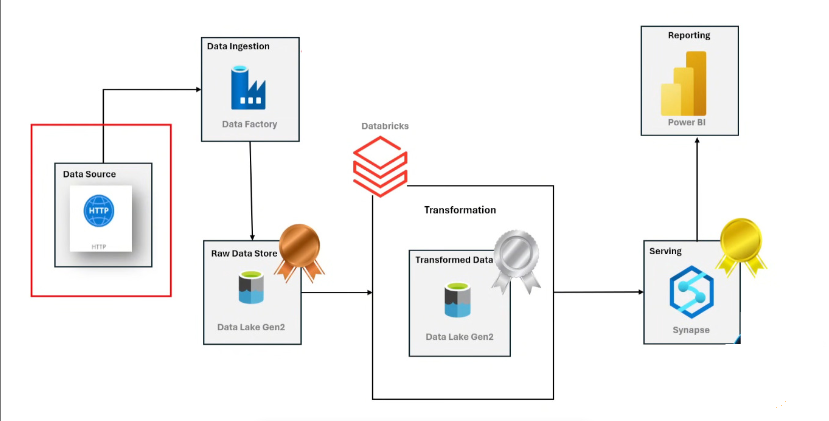 Data Ingestion
Data Factory
Data Source
HTTP
HTTP
Raw Data Store
Data Lake Gen2
Databricks
Transformation
Transformed Data
Data Lake Gen2
Serving
Synapse
Reporting
Power BI